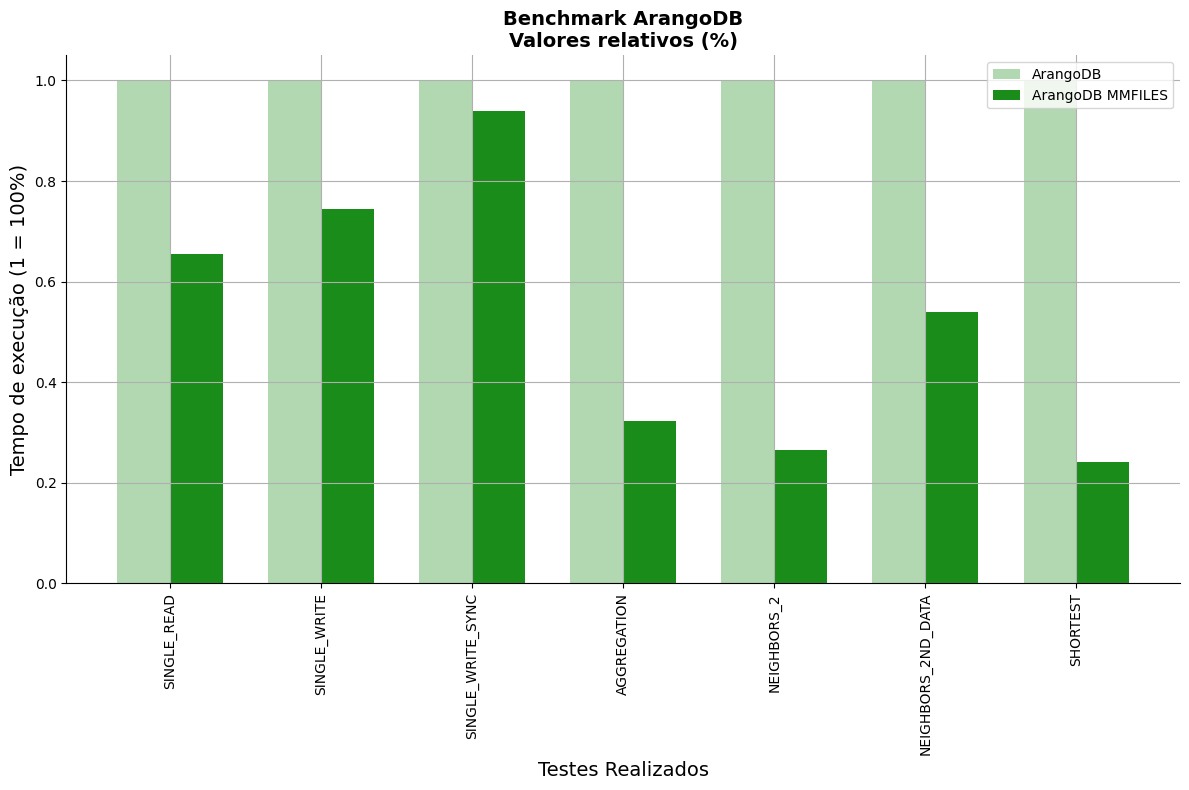 Benchmark ArangoDB
Valores relativos (%)
ArangoDB
ArangoDB MMFILES
Tempo de execução (1 = 100%)
1.0
0.8
0.6
0.4
0.2
0.0
SINGLE_READ
SINGLE_WRITE
SINGLE_WRITE_SYNC
AGGREGATION
NEIGHBORS_2
NEIGHBORS_2ND_DATA
SHORTEST
Testes Realizados